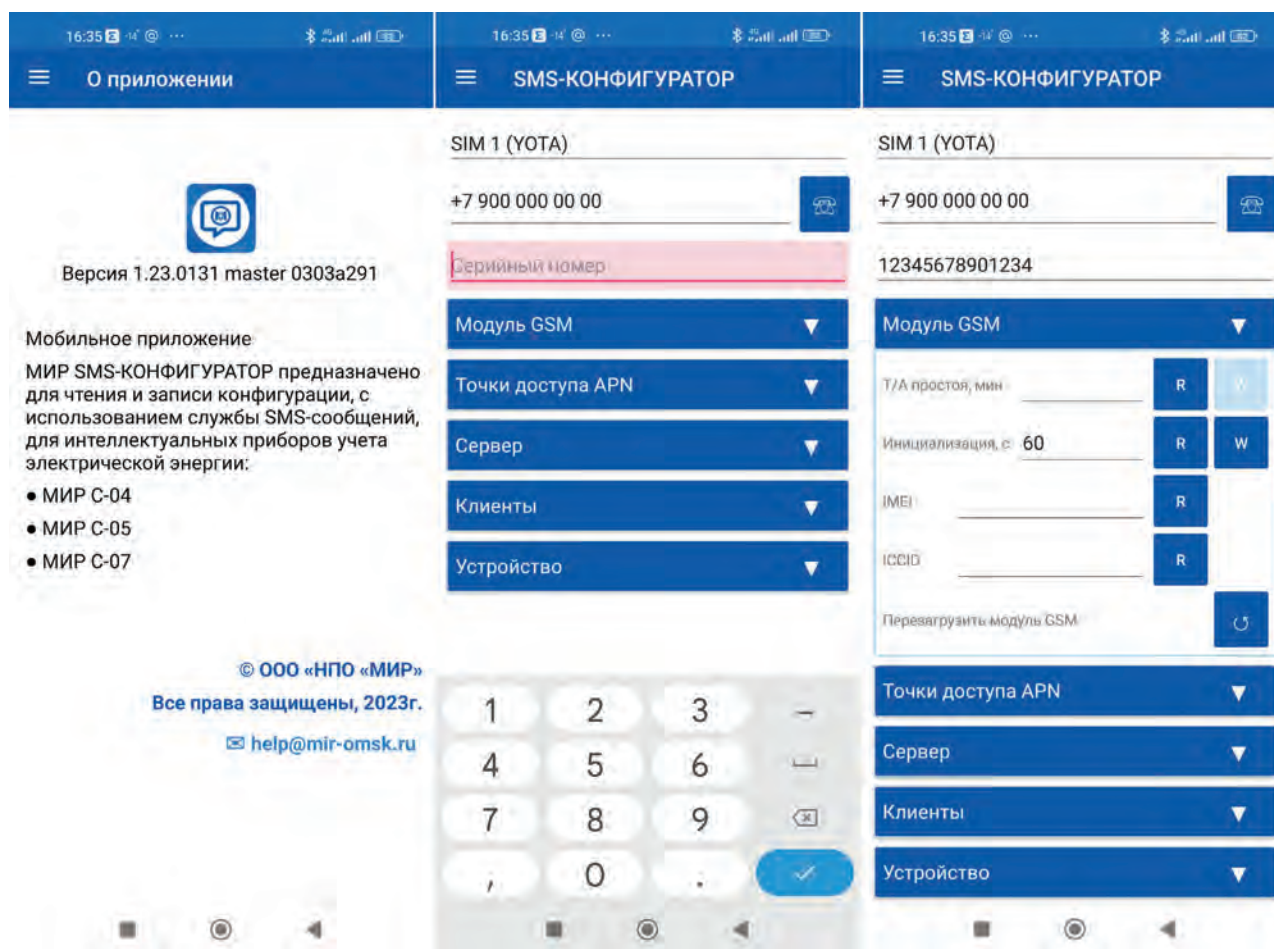 16:35 -14° @ ...
О приложении
Версия 1.23.0131 master 0303a291
Мобильное приложение
МИР SMS-КОНФИГУРАТОР предназначено
для чтения и записи конфигурации, с
использованием службы SMS-сообщений,
для интеллектуальных приборов учета
электрической энергии:
● МИР С-04
● МИР С-05
● МИР С-07
© ООО «НПО «МИР»
Все права защищены, 2023г.
help@mir-omsk.ru
16:35 -14° @ ...
SMS-КОНФИГУРАТОР
SIM 1 (YOTA)
+7 900 000 00 00
Серийный номер
Модуль GSM
Точки доступа APN
Сервер
Клиенты
Устройство
1 2 3 –
4 5 6
7 8 9
, 0 .
16:35 -14° @ ...
SMS-КОНФИГУРАТОР
SIM 1 (YOTA)
+7 900 000 00 00
12345678901234
Модуль GSM
Т/А простоя, мин R W
Инициализация, с 60 R W
IMEI R
ICCID R
Перезагрузить модуль GSM
Точки доступа APN
Сервер
Клиенты
Устройство